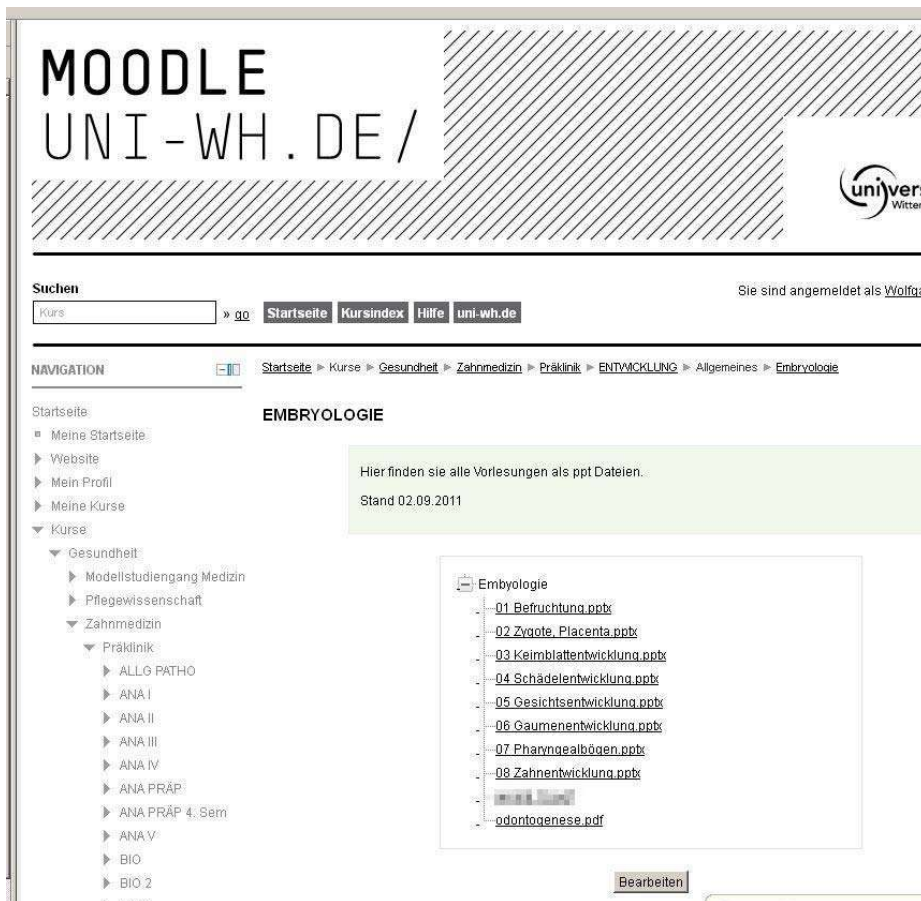 MOODLE
UNI-WH.DE/
Witten
Suchen
Kurs
» go
Startseite Kursindex Hilfe uni-wh.de
Sie sind angemeldet als
NAVIGATION
Startseite ▶ Kurse ▶ Gesundheit ▶ Zahnmedizin ▶ Präklinik ▶ ENTWICKLUNG ▶ Allgemeines ▶ Embryologie
Startseite
Meine Startseite
Website
Mein Profil
Meine Kurse
Kurse
Gesundheit
Modellstudiengang Medizin
Pflegewissenschaft
Zahnmedizin
Präklinik
ALLG PATHO
ANA I
ANA II
ANA III
ANA IV
ANA PRÄP
ANA PRÄP 4. Sem
ANA V
BIO
BIO 2
EMBRYOLOGIE
Hier finden sie alle Vorlesungen als ppt Dateien.
Stand 02.09.2011
Embyologie
01 Befruchtung.pptx
02 Zygote, Placenta.pptx
03 Keimblattentwicklung.pptx
04 Schädelentwicklung.pptx
05 Gesichtsentwicklung.pptx
06 Gaumenentwicklung.pptx
07 Pharyngealbögen.pptx
08 Zahnentwicklung.pptx
odontogenese.pdf
Bearbeiten